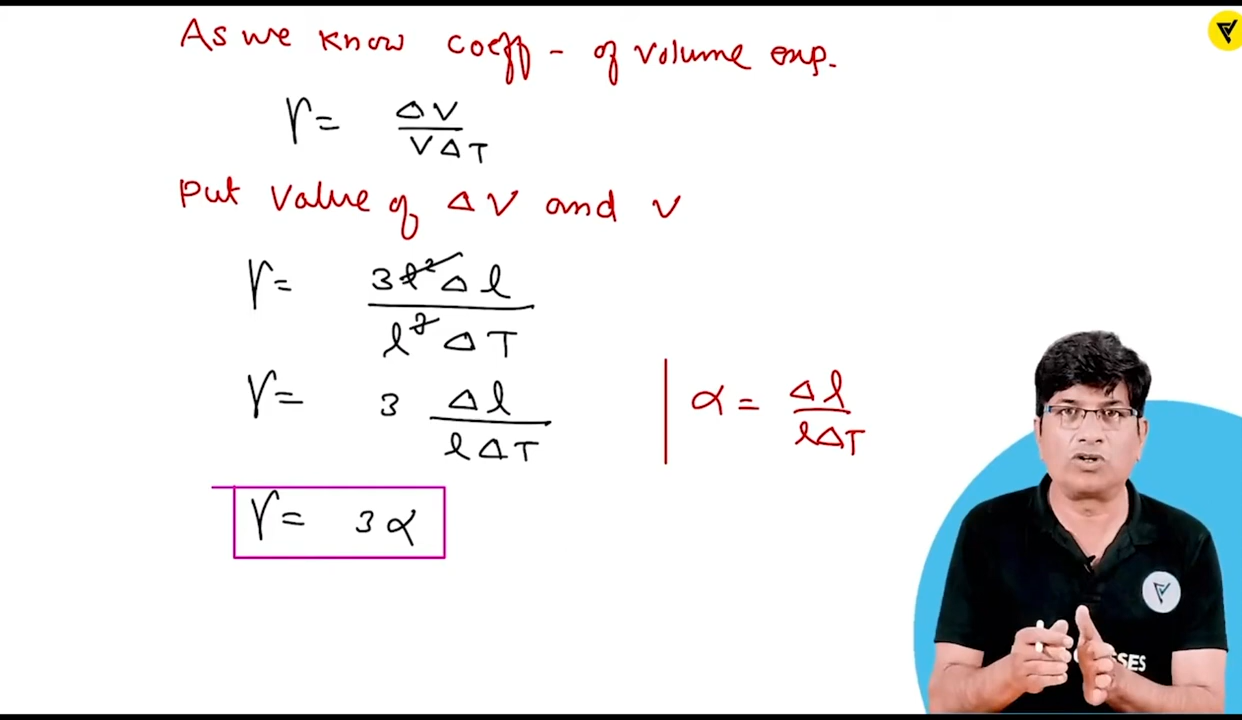 As we know coeff - of volume exp.
γ = ΔV / VΔT
Put value of ΔV and V
γ = 3l²Δl / l³ΔT
γ = 3 Δl / lΔT
α = Δl / lΔT
γ = 3α
SSES